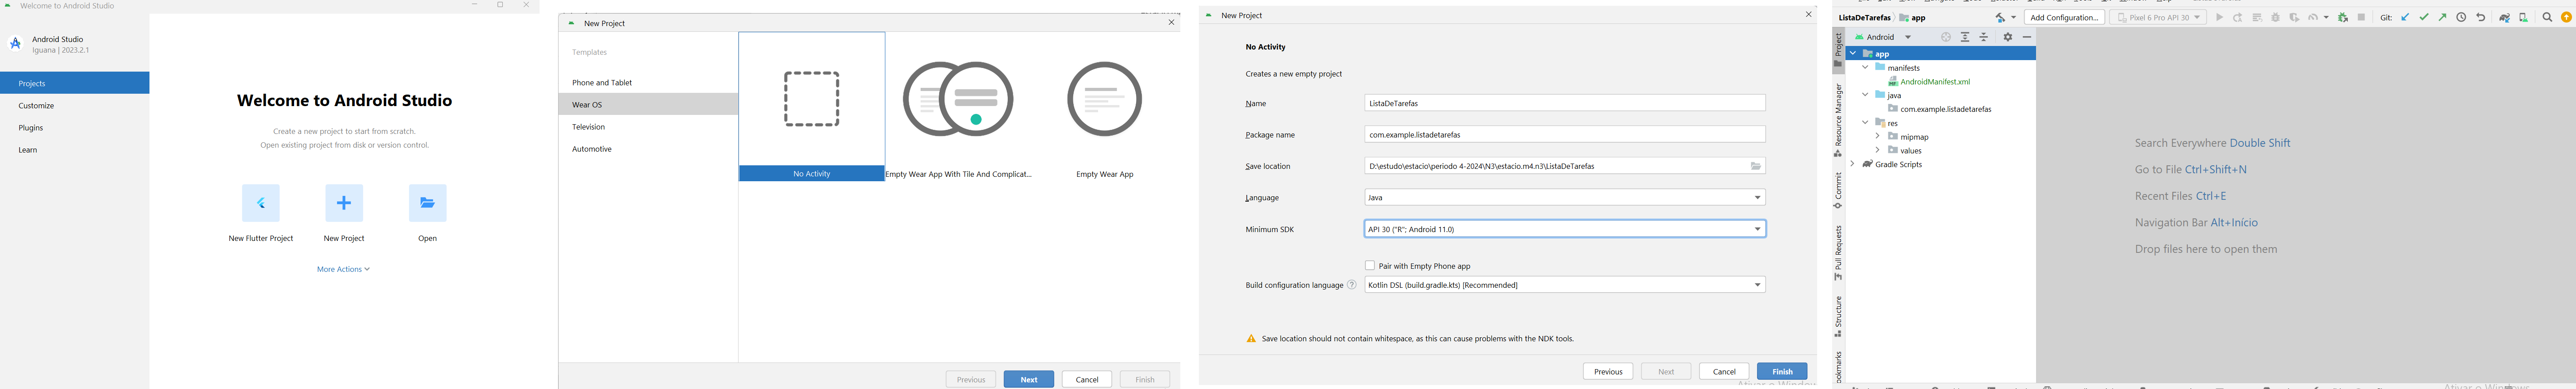 Welcome to Android Studio
Android Studio
Iguana | 2023.2.1
Projects
Customize
Plugins
Learn
Welcome to Android Studio
Create a new project to start from scratch.
Open existing project from disk or version control.
New Flutter Project
New Project
Open
More Actions
New Project
Templates
Phone and Tablet
Wear OS
Television
Automotive
No Activity
Empty Wear App With Tile And Complicat...
Empty Wear App
Previous
Next
Cancel
Finish
New Project
No Activity
Creates a new empty project
Name
ListaDeTarefas
Package name
com.example.listadetarefas
Save location
D:\estudo\estacio\periodo 4-2024\N3\estacio.m4.n3\ListaDeTarefas
Language
Java
Minimum SDK
API 30 ("R"; Android 11.0)
Pair with Empty Phone app
Build configuration language ?
Kotlin DSL (build.gradle.kts) [Recommended]
Save location should not contain whitespace, as this can cause problems with the NDK tools.
Previous
Next
Cancel
Finish
ListaDeTarefas
app
Add Configuration...
Pixel 6 Pro API 30
Git:
Project
Resource Manager
Commit
Pull Requests
Structure
ookmarks
Android
app
manifests
AndroidManifest.xml
java
com.example.listadetarefas
res
mipmap
values
Gradle Scripts
Search Everywhere Double Shift
Go to File Ctrl+Shift+N
Recent Files Ctrl+E
Navigation Bar Alt+Início
Drop files here to open them